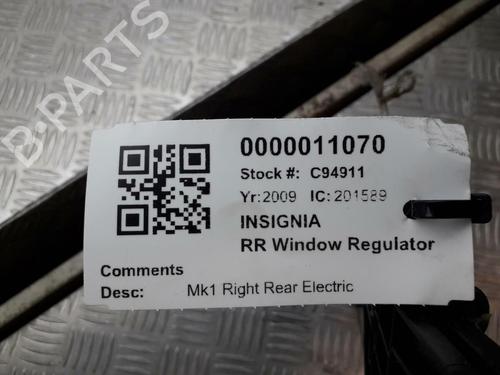 B-PARTS
0000011070
Stock #: C94911
Yr: 2009 IC: 201589
INSIGNIA
RR Window Regulator
Comments
Desc: Mk1 Right Rear Electric